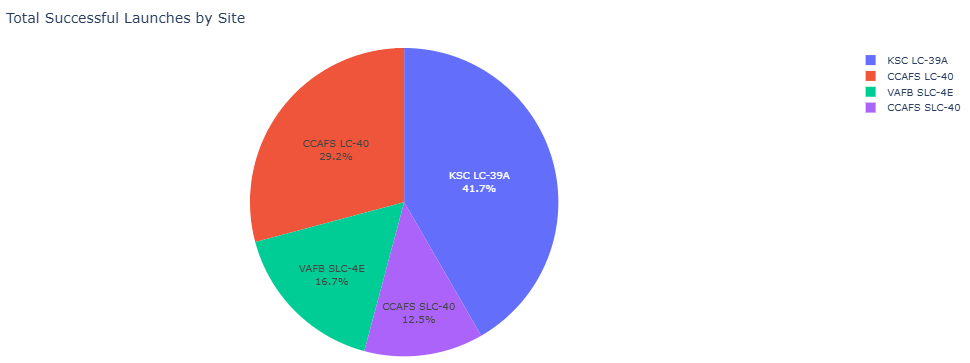 Total Successful Launches by Site
KSC LC-39A
CCAFS LC-40
VAFB SLC-4E
CCAFS SLC-40
CCAFS LC-40
29.2%
KSC LC-39A
41.7%
VAFB SLC-4E
16.7%
CCAFS SLC-40
12.5%